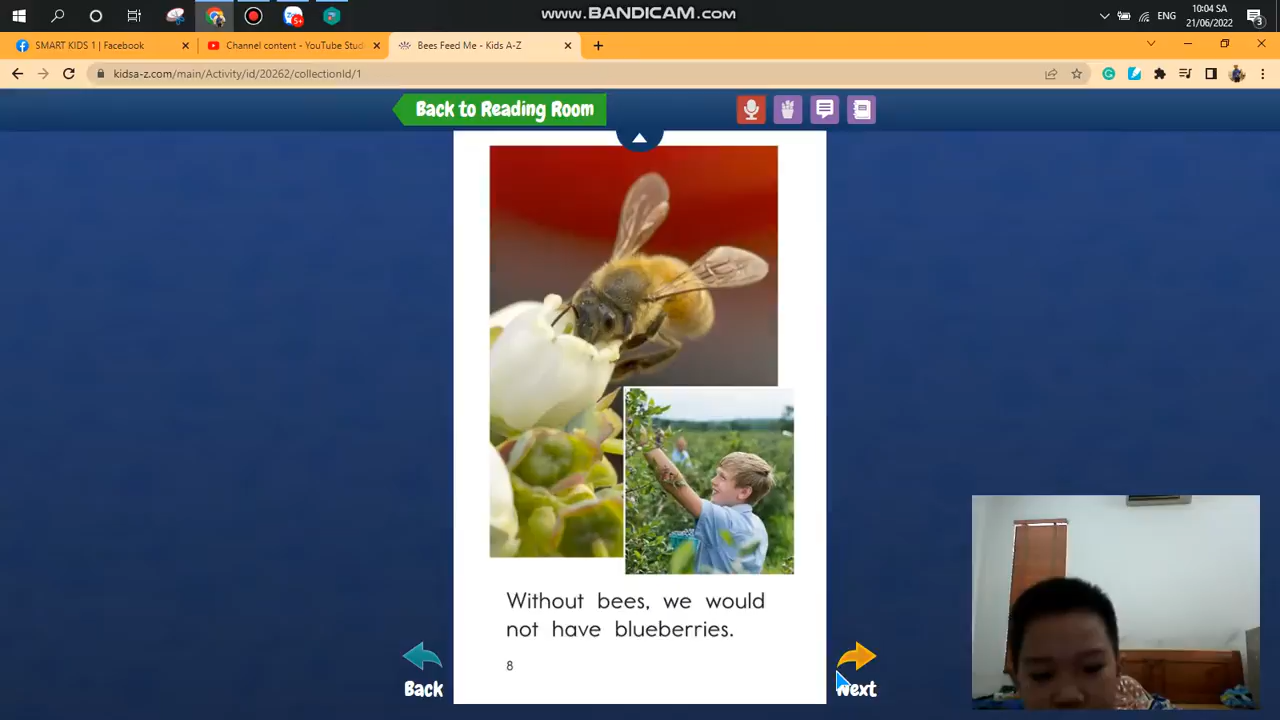 www.BANDICAM.com
ENG
10:04 SA
21/06/2022
5+
3
SMART KIDS 1 | Facebook
Channel content - YouTube Stud
Bees Feed Me - Kids A-Z
kidsa-z.com/main/Activity/id/20262/collectionId/1
Back to Reading Room
Without bees, we would
not have blueberries.
8
Back
Next